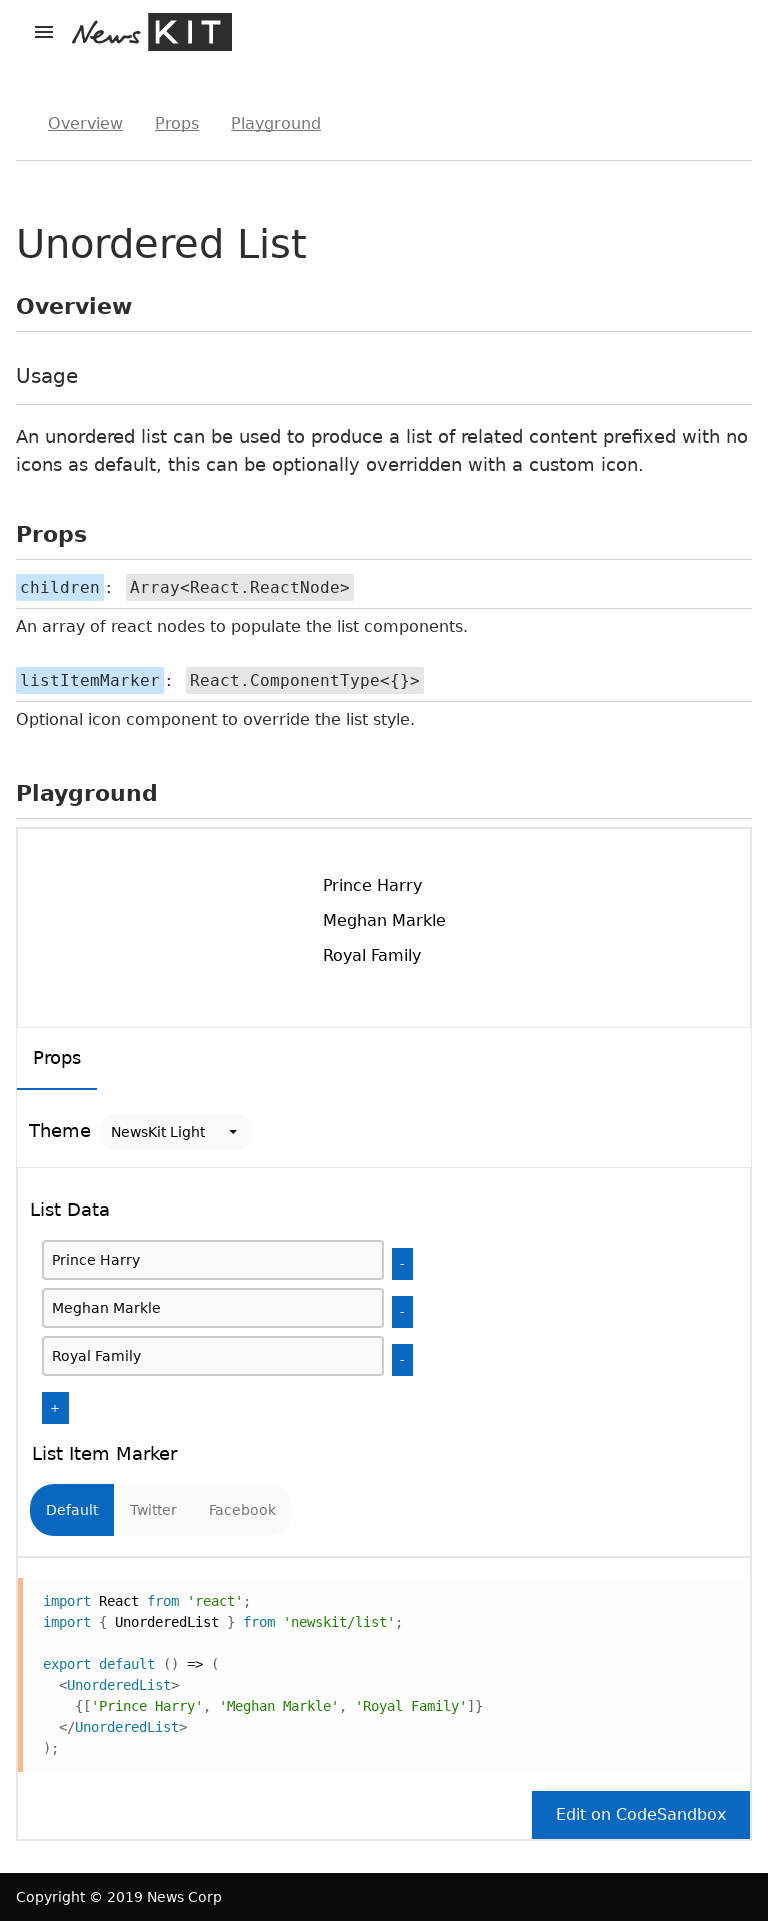 News KIT
Overview Props Playground
Unordered List
Overview
Usage
An unordered list can be used to produce a list of related content prefixed with no
icons as default, this can be optionally overridden with a custom icon.
Props
children: Array<React.ReactNode>
An array of react nodes to populate the list components.
listItemMarker: React.ComponentType<{}>
Optional icon component to override the list style.
Playground
Prince Harry
Meghan Markle
Royal Family
Props
Theme NewsKit Light
List Data
Prince Harry -
Meghan Markle -
Royal Family -
+
List Item Marker
Default Twitter Facebook
import React from 'react';
import { UnorderedList } from 'newskit/list';
export default () => (
  <UnorderedList>
    {['Prince Harry', 'Meghan Markle', 'Royal Family']}
  </UnorderedList>
);
Edit on CodeSandbox
Copyright © 2019 News Corp